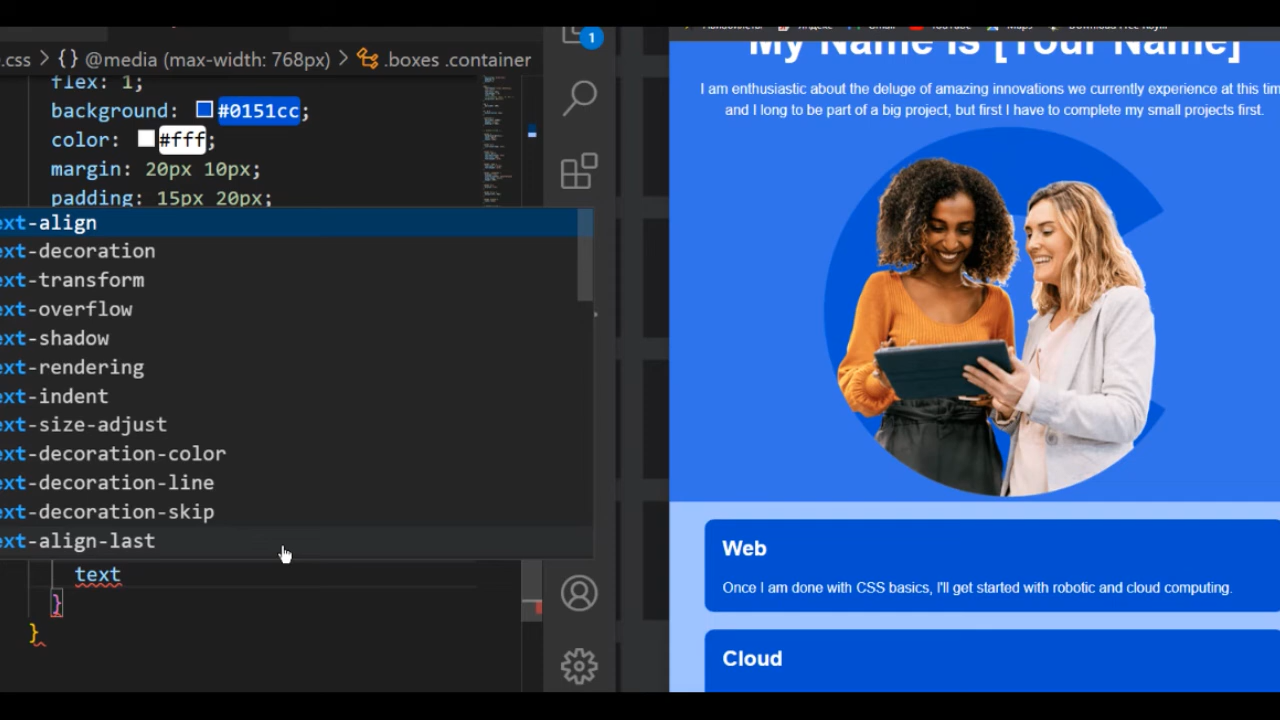 .css > {} @media (max-width: 768px) > .boxes .container
flex: 1;
background: #0151cc;
color: #fff;
margin: 20px 10px;
padding: 15px 20px;
ext-align
ext-decoration
ext-transform
ext-overflow
ext-shadow
ext-rendering
ext-indent
ext-size-adjust
ext-decoration-color
ext-decoration-line
ext-decoration-skip
ext-align-last
text
}
}
1
My Name is [Your Name]
I am enthusiastic about the deluge of amazing innovations we currently experience at this tim
and I long to be part of a big project, but first I have to complete my small projects first.
Web
Once I am done with CSS basics, I'll get started with robotic and cloud computing.
Cloud